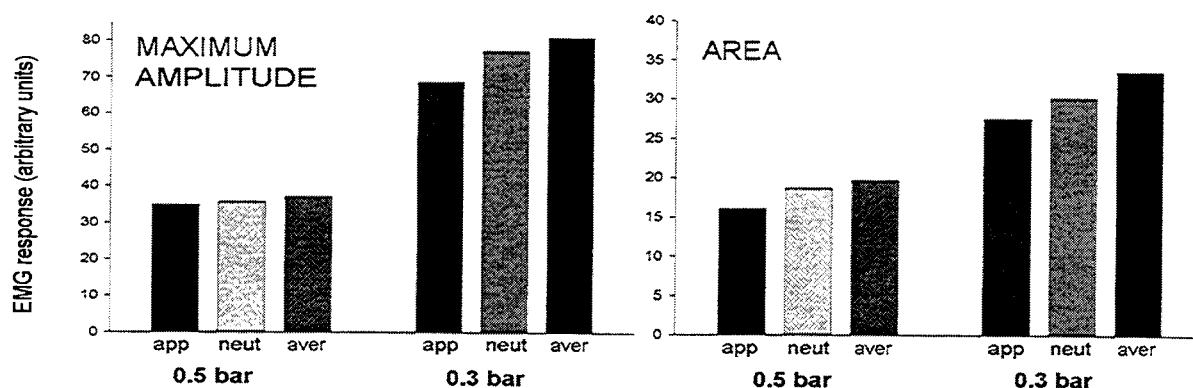 EMG response (arbitrary units)
MAXIMUM
AMPLITUDE
80
70
60
50
40
30
20
10
0
app neut aver app neut aver
0.5 bar 0.3 bar
AREA
40
35
30
25
20
15
10
5
0
app neut aver app neut aver
0.5 bar 0.3 bar